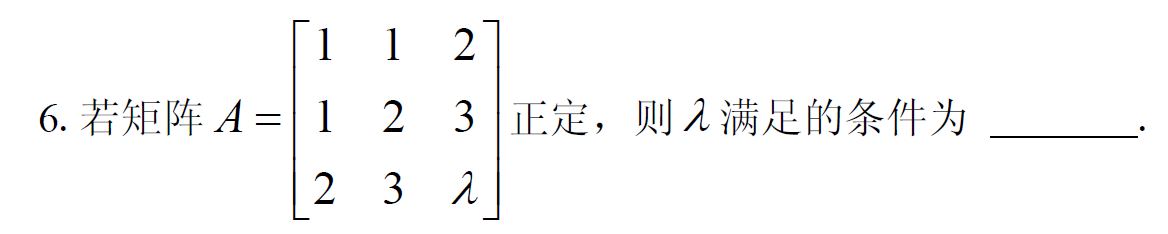 6. 若矩阵 A = [1 1 2
1 2 3
2 3 λ] 正定，则 λ 满足的条件为 ________.